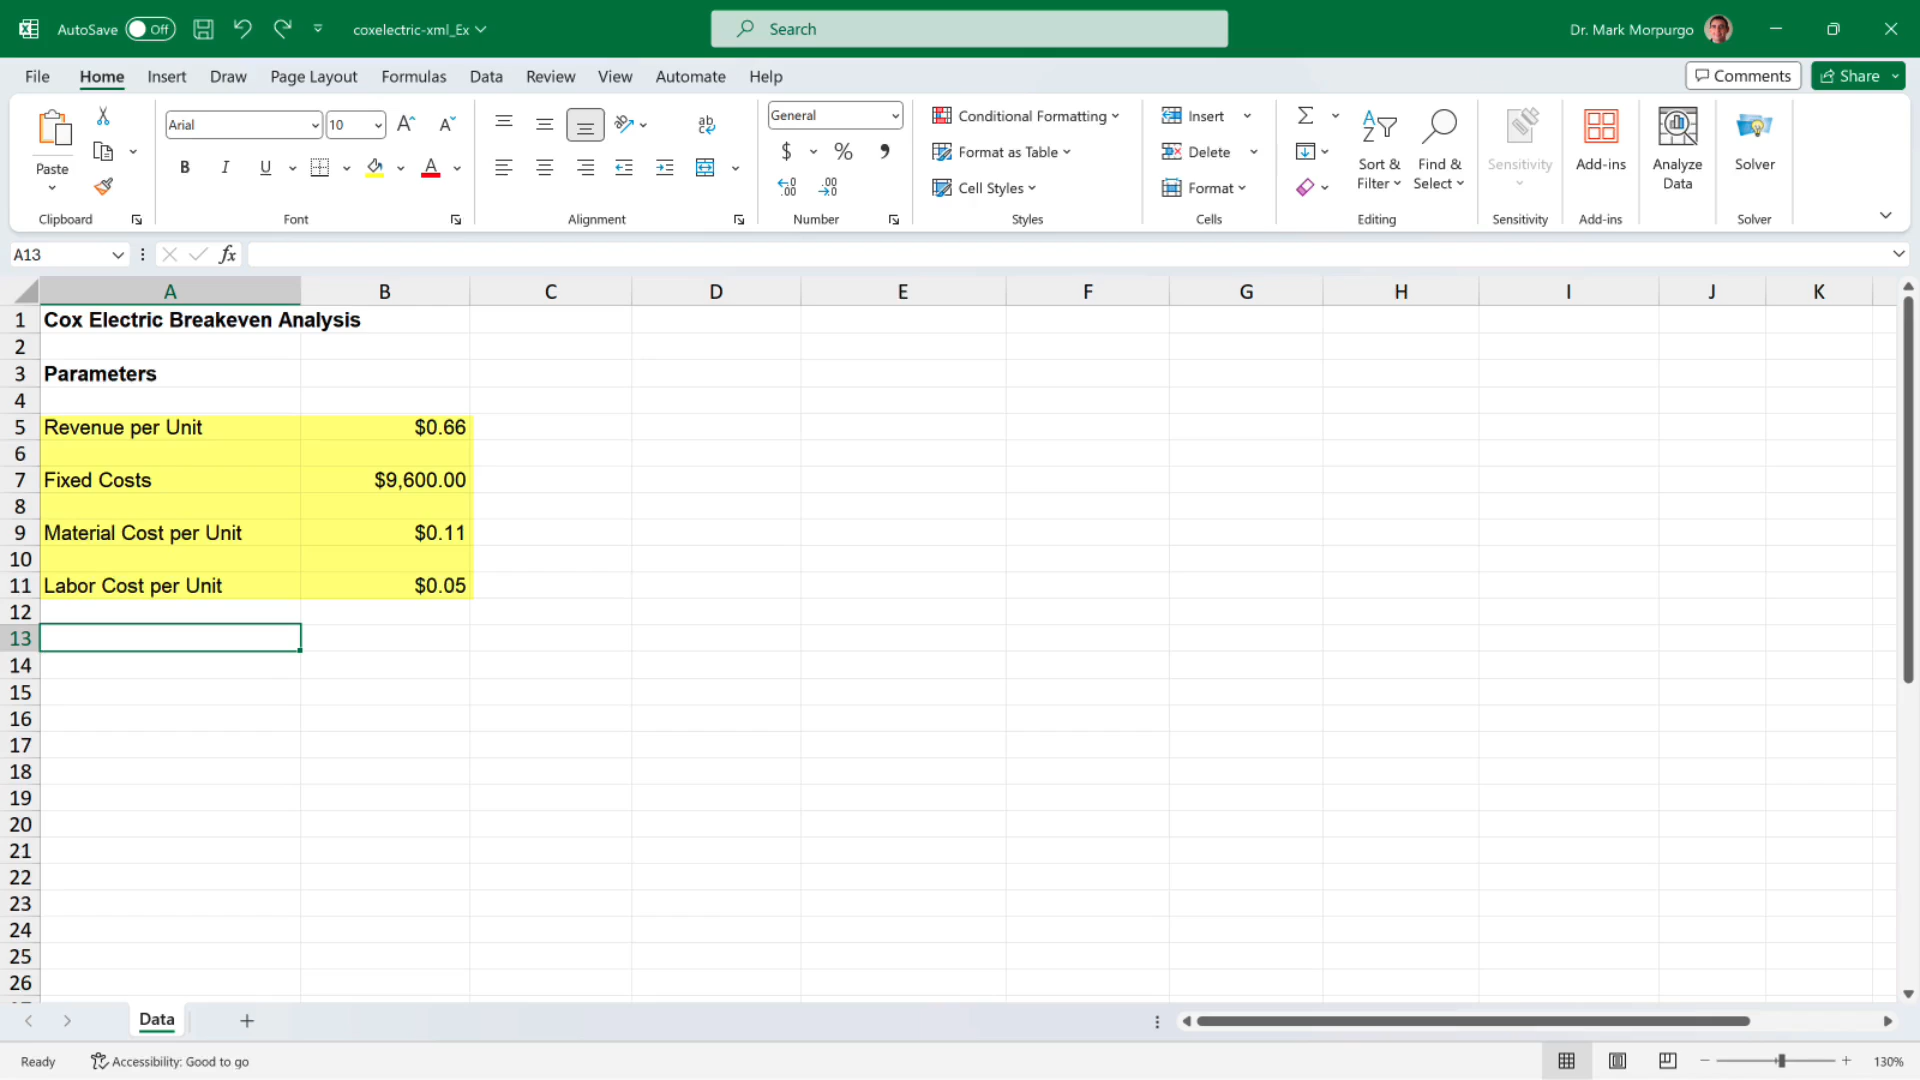 AutoSave Off coxelectric-xml_Ex Search Dr. Mark Morpurgo
File Home Insert Draw Page Layout Formulas Data Review View Automate Help Comments Share
Arial 10 General Conditional Formatting Insert
Format as Table Delete
Cell Styles Format
Paste Sort & Filter Find & Select Sensitivity Add-ins Analyze Data Solver
B I U A $ % ab
Clipboard Font Alignment Number Styles Cells Editing Sensitivity Add-ins Solver
A13 fx
A B C D E F G H I J K
1 Cox Electric Breakeven Analysis
2
3 Parameters
4
5 Revenue per Unit $0.66
6
7 Fixed Costs $9,600.00
8
9 Material Cost per Unit $0.11
10
11 Labor Cost per Unit $0.05
12
13
14
15
16
17
18
19
20
21
22
23
24
25
26
Data
Ready Accessibility: Good to go 130%